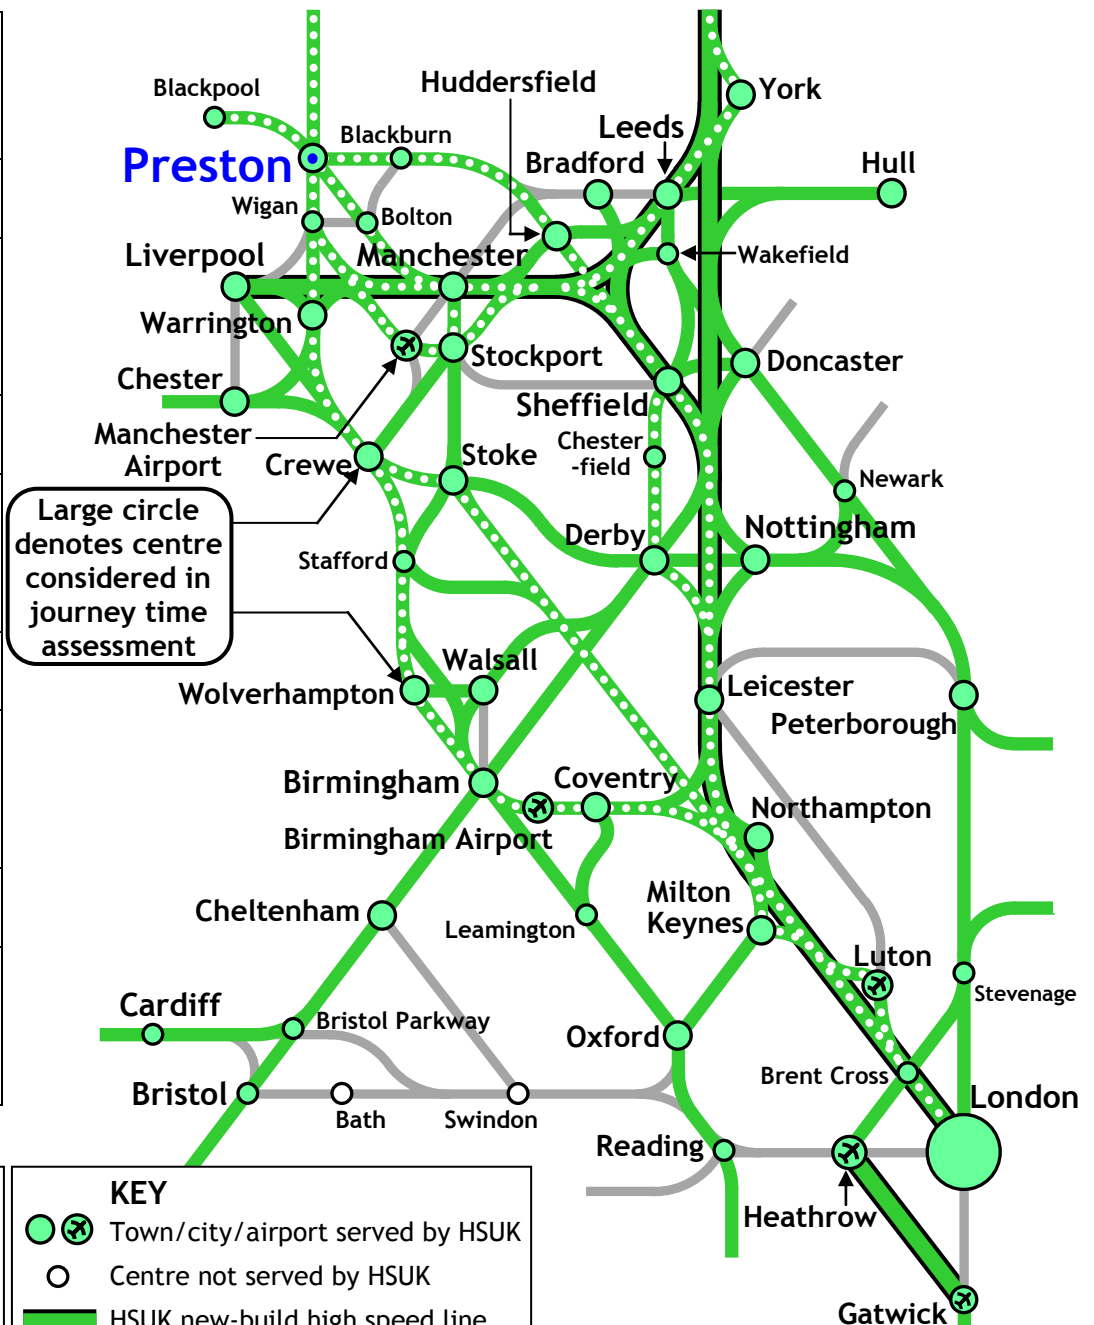 Huddersfield
Blackpool
York
Leeds
Blackburn
Bradford
Hull
Preston
Wigan
Bolton
Liverpool
Manchester
Wakefield
Warrington
Stockport
Doncaster
Chester
Sheffield
Manchester
Airport
Chester
-field
Crewe
Stoke
Newark
Large circle
denotes centre
considered in
journey time
assessment
Derby
Nottingham
Stafford
Walsall
Wolverhampton
Leicester
Peterborough
Birmingham
Coventry
Northampton
Birmingham Airport
Milton
Keynes
Cheltenham
Leamington
Luton
Stevenage
Cardiff
Bristol Parkway
Oxford
Brent Cross
London
Bristol
Bath
Swindon
Reading
Heathrow
Gatwick
KEY
Town/city/airport served by HSUK
Centre not served by HSUK
HSUK new-build high speed line